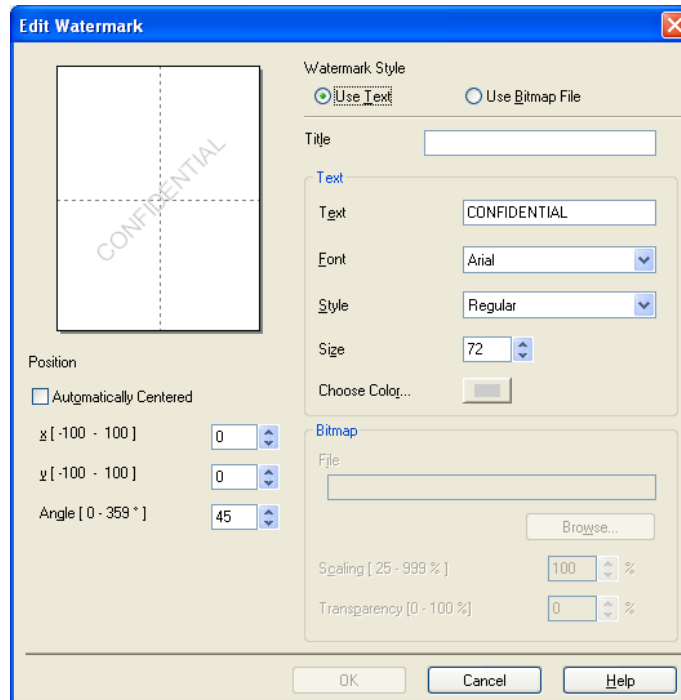 Edit Watermark
CONFIDENTIAL
Watermark Style
Use Text
Use Bitmap File
Title
Text
Text CONFIDENTIAL
Font Arial
Style Regular
Size 72
Choose Color...
Position
Automatically Centered
x [ -100 - 100 ] 0
y [ -100 - 100 ] 0
Angle [ 0 - 359 ° ] 45
Bitmap
File
Browse...
Scaling [ 25 - 999 % ] 100 %
Transparency [0 - 100 %] 0 %
OK Cancel Help